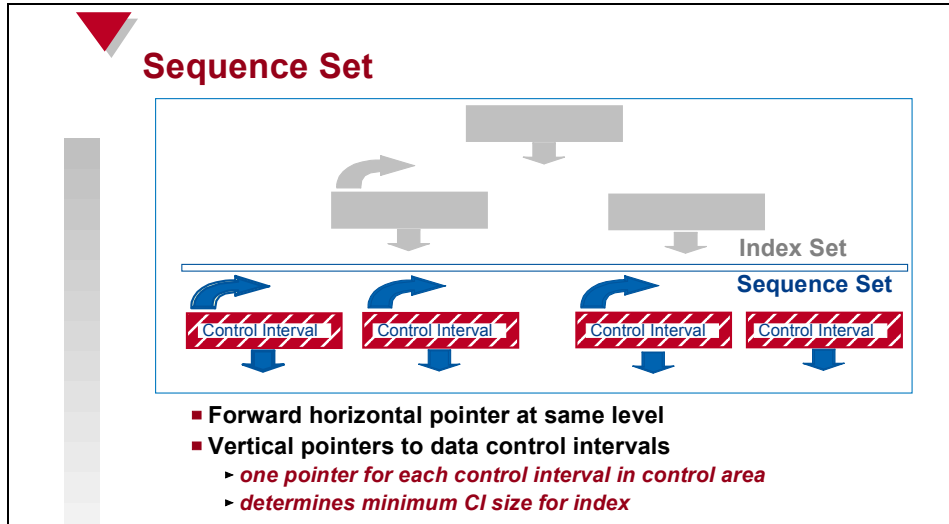 Sequence Set
Index Set
Sequence Set
Control Interval
Control Interval
Control Interval
Control Interval
Forward horizontal pointer at same level
Vertical pointers to data control intervals
one pointer for each control interval in control area
determines minimum CI size for index